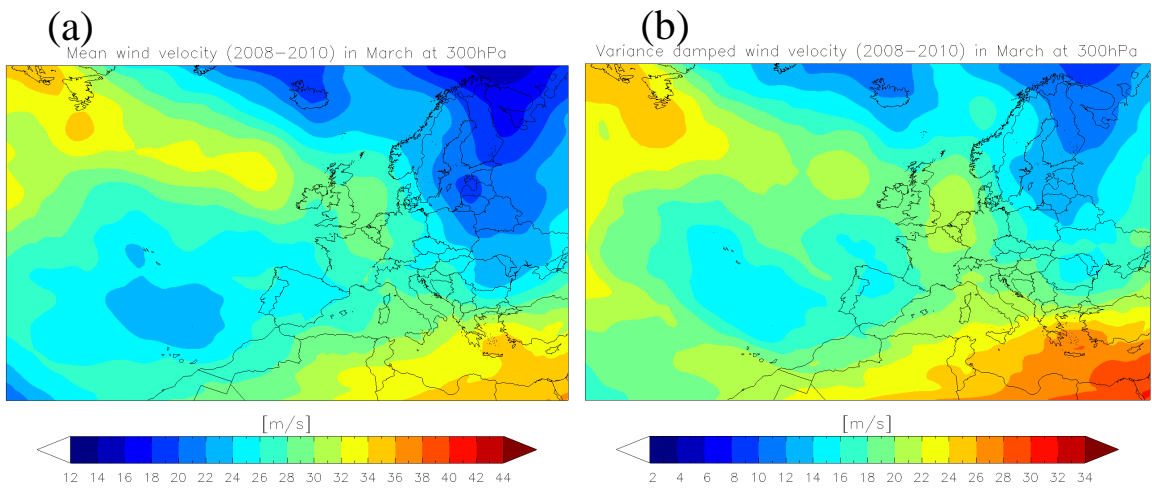 (a)
Mean wind velocity (2008−2010) in March at 300hPa
[m/s]
12 14 16 18 20 22 24 26 28 30 32 34 36 38 40 42 44
(b)
Variance damped wind velocity (2008−2010) in March at 300hPa
[m/s]
2 4 6 8 10 12 14 16 18 20 22 24 26 28 30 32 34